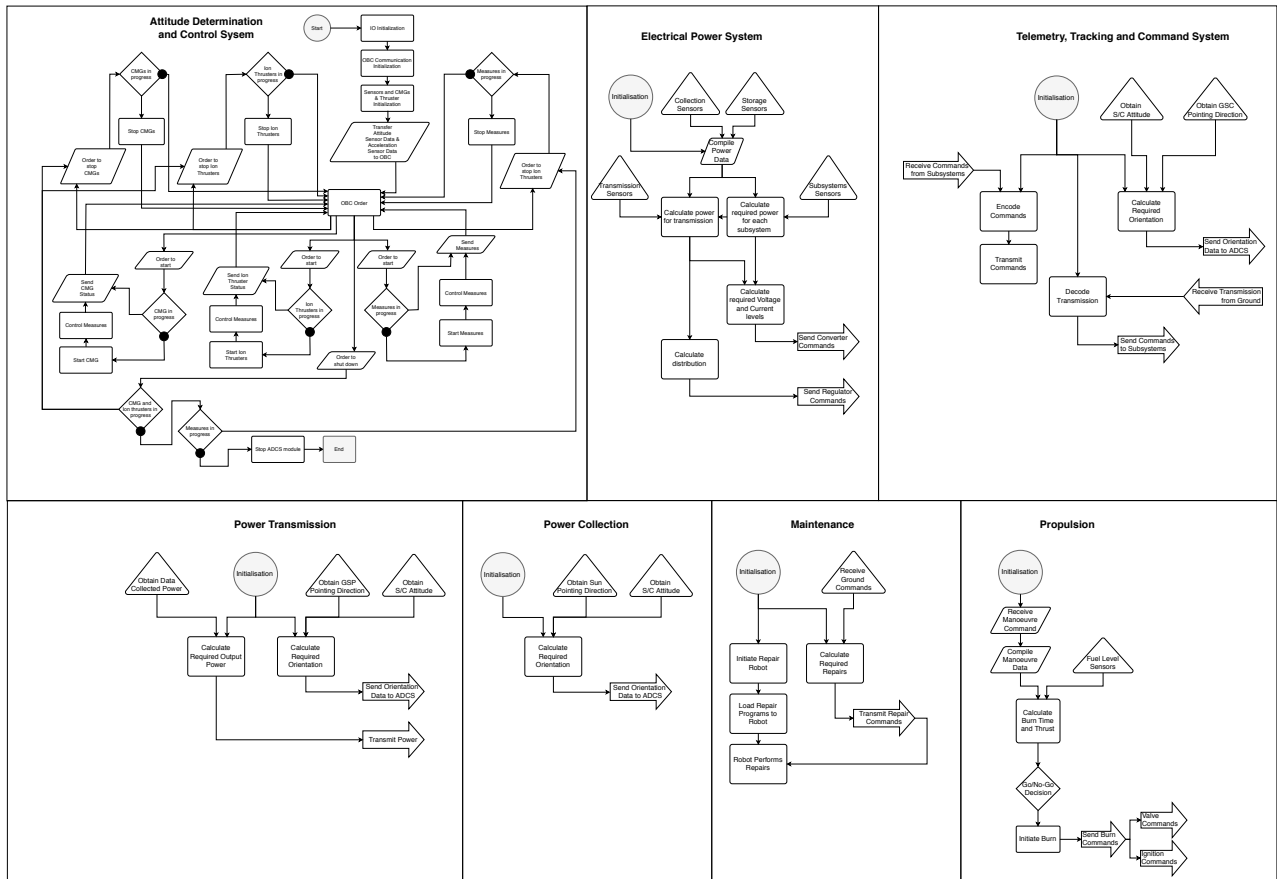 Attitude Determination
and Control Sysem
Start
IO Initialization
OBC Communication
Initialization
Sensors and CMGs
& Thruster
Initialization
Transfer
Attitude
Sensor Data &
Acceleration
Sensor Data
to OBC
CMGs in
progress
Stop CMGs
Order to
stop
CMGs
Ion
Thrusters in
progress
Stop Ion
Thrusters
Order to
stop Ion
Thrusters
Measures in
progress
Stop Measures
Order to
stop Ion
Thrusters
OBC Order
Order to
start
Send
CMG
Status
CMG in
progress
Control Measures
Start CMG
Order to
start
Send Ion
Thruster
Status
Ion
Thrusters in
progress
Control Measures
Start Ion
Thrusters
Order to
start
Send
Measures
Measures in
progress
Control Measures
Start Measures
Order to
shut down
CMG and
Ion thrusters in
progress
Measures in
progress
Stop ADCS module
End
Electrical Power System
Initialisation
Collection
Sensors
Storage
Sensors
Compile
Power
Data
Transmission
Sensors
Subsystems
Sensors
Calculate power
for transmission
Calculate
required power
for each
subsystem
Calculate
required Voltage
and Current
levels
Send Converter
Commands
Calculate
distribution
Send Regulator
Commands
Telemetry, Tracking and Command System
Initialisation
Obtain
S/C Attitude
Obtain GSC
Pointing Direction
Receive Commands
from Subsystems
Encode
Commands
Calculate
Required
Orientation
Transmit
Commands
Send Orientation
Data to ADCS
Decode
Transmission
Receive Transmission
from Ground
Send Commands
to Subsystems
Power Transmission
Obtain Data
Collected Power
Initialisation
Obtain GSP
Pointing Direction
Obtain
S/C Attitude
Calculate
Required Output
Power
Calculate
Required
Orientation
Send Orientation
Data to ADCS
Transmit Power
Power Collection
Initialisation
Obtain Sun
Pointing Direction
Obtain
S/C Attitude
Calculate
Required
Orientation
Send Orientation
Data to ADCS
Maintenance
Initialisation
Receive
Ground
Commands
Initiate Repair
Robot
Calculate
Required
Repairs
Load Repair
Programs to
Robot
Transmit Repair
Commands
Robot Performs
Repairs
Propulsion
Initialisation
Receive
Manoeuvre
Command
Compile
Manoeuvre
Data
Fuel Level
Sensors
Calculate
Burn Time
and Thrust
Go/No-Go
Decision
Initiate Burn
Send Burn
Commands
Valve
Commands
Ignition
Commands